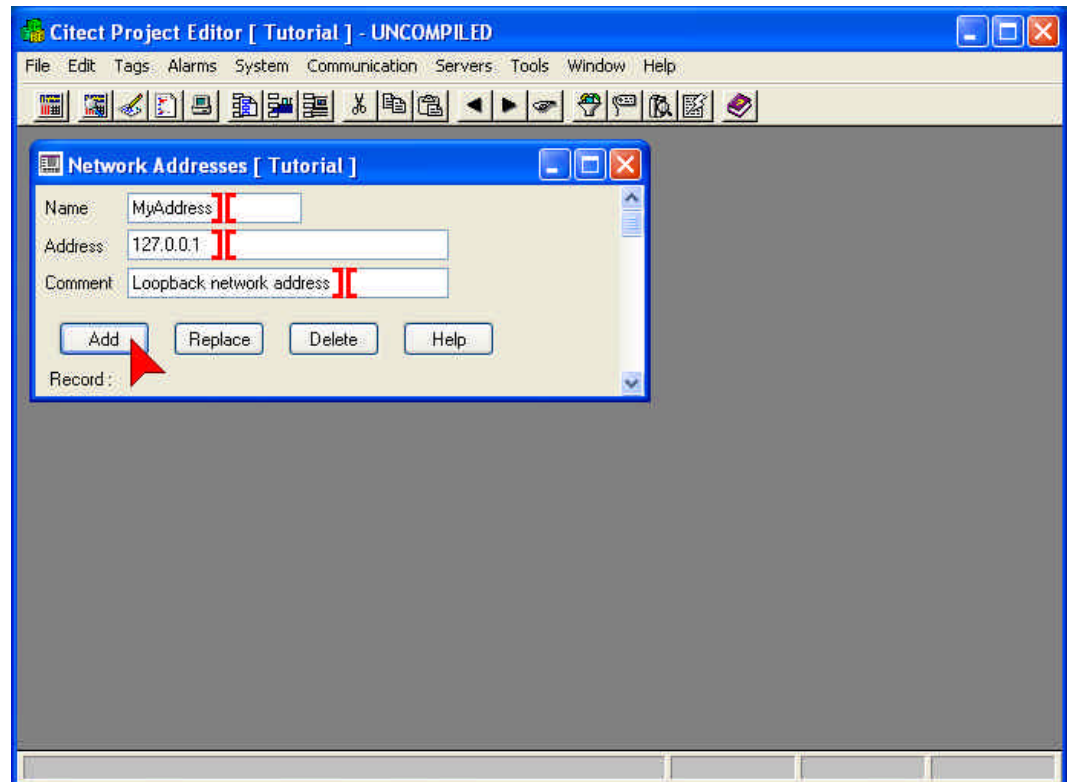 Citect Project Editor [ Tutorial ] - UNCOMPILED
File Edit Tags Alarms System Communication Servers Tools Window Help
Network Addresses [ Tutorial ]
Name MyAddress
Address 127.0.0.1
Comment Loopback network address
Add Replace Delete Help
Record :